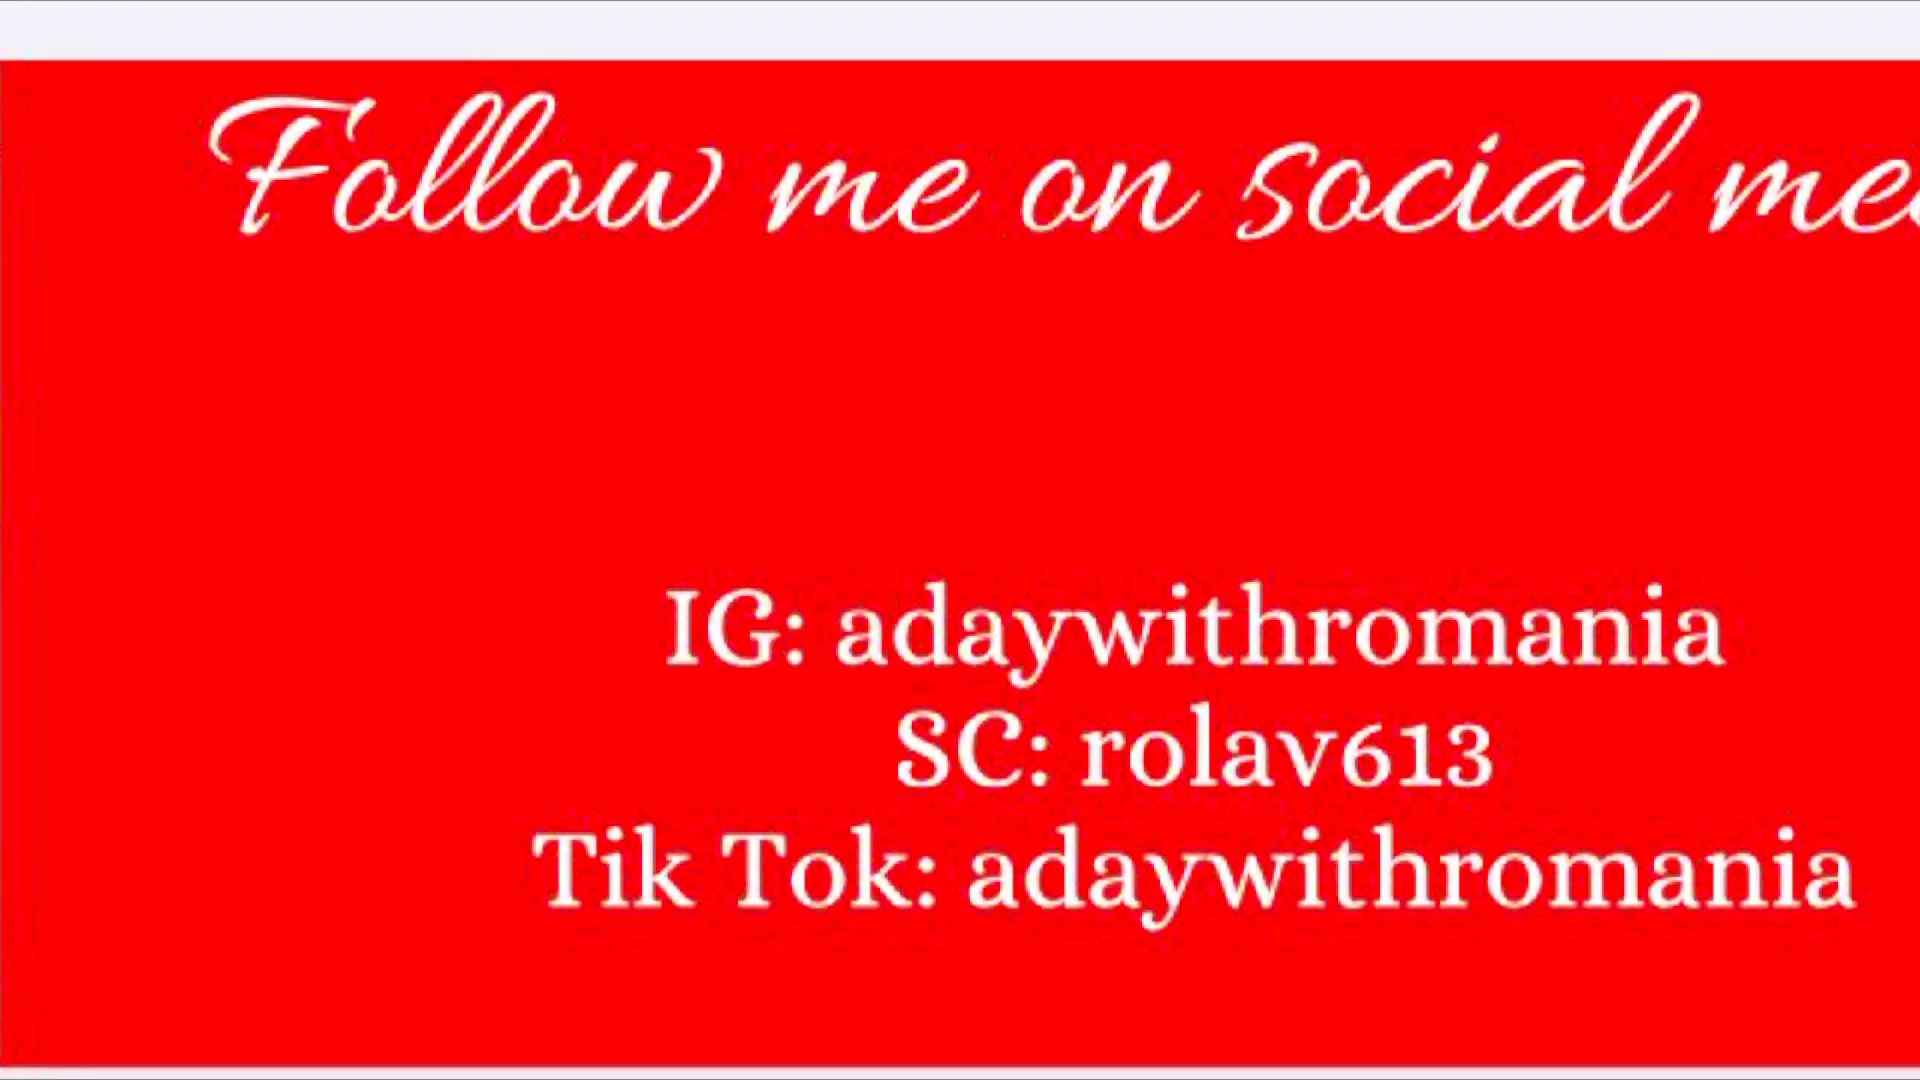 Follow me on social
IG: adaywithromania
SC: rolav613
Tik Tok: adaywithromania